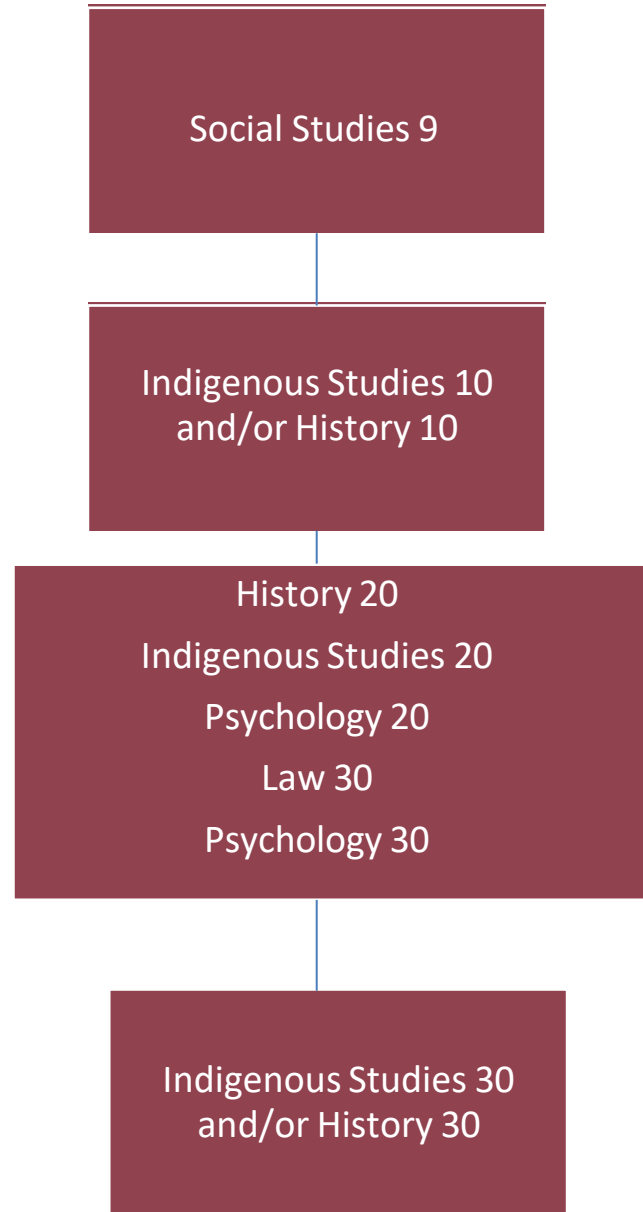 Social Studies 9
Indigenous Studies 10
and/or History 10
History 20
Indigenous Studies 20
Psychology 20
Law 30
Psychology 30
Indigenous Studies 30
and/or History 30